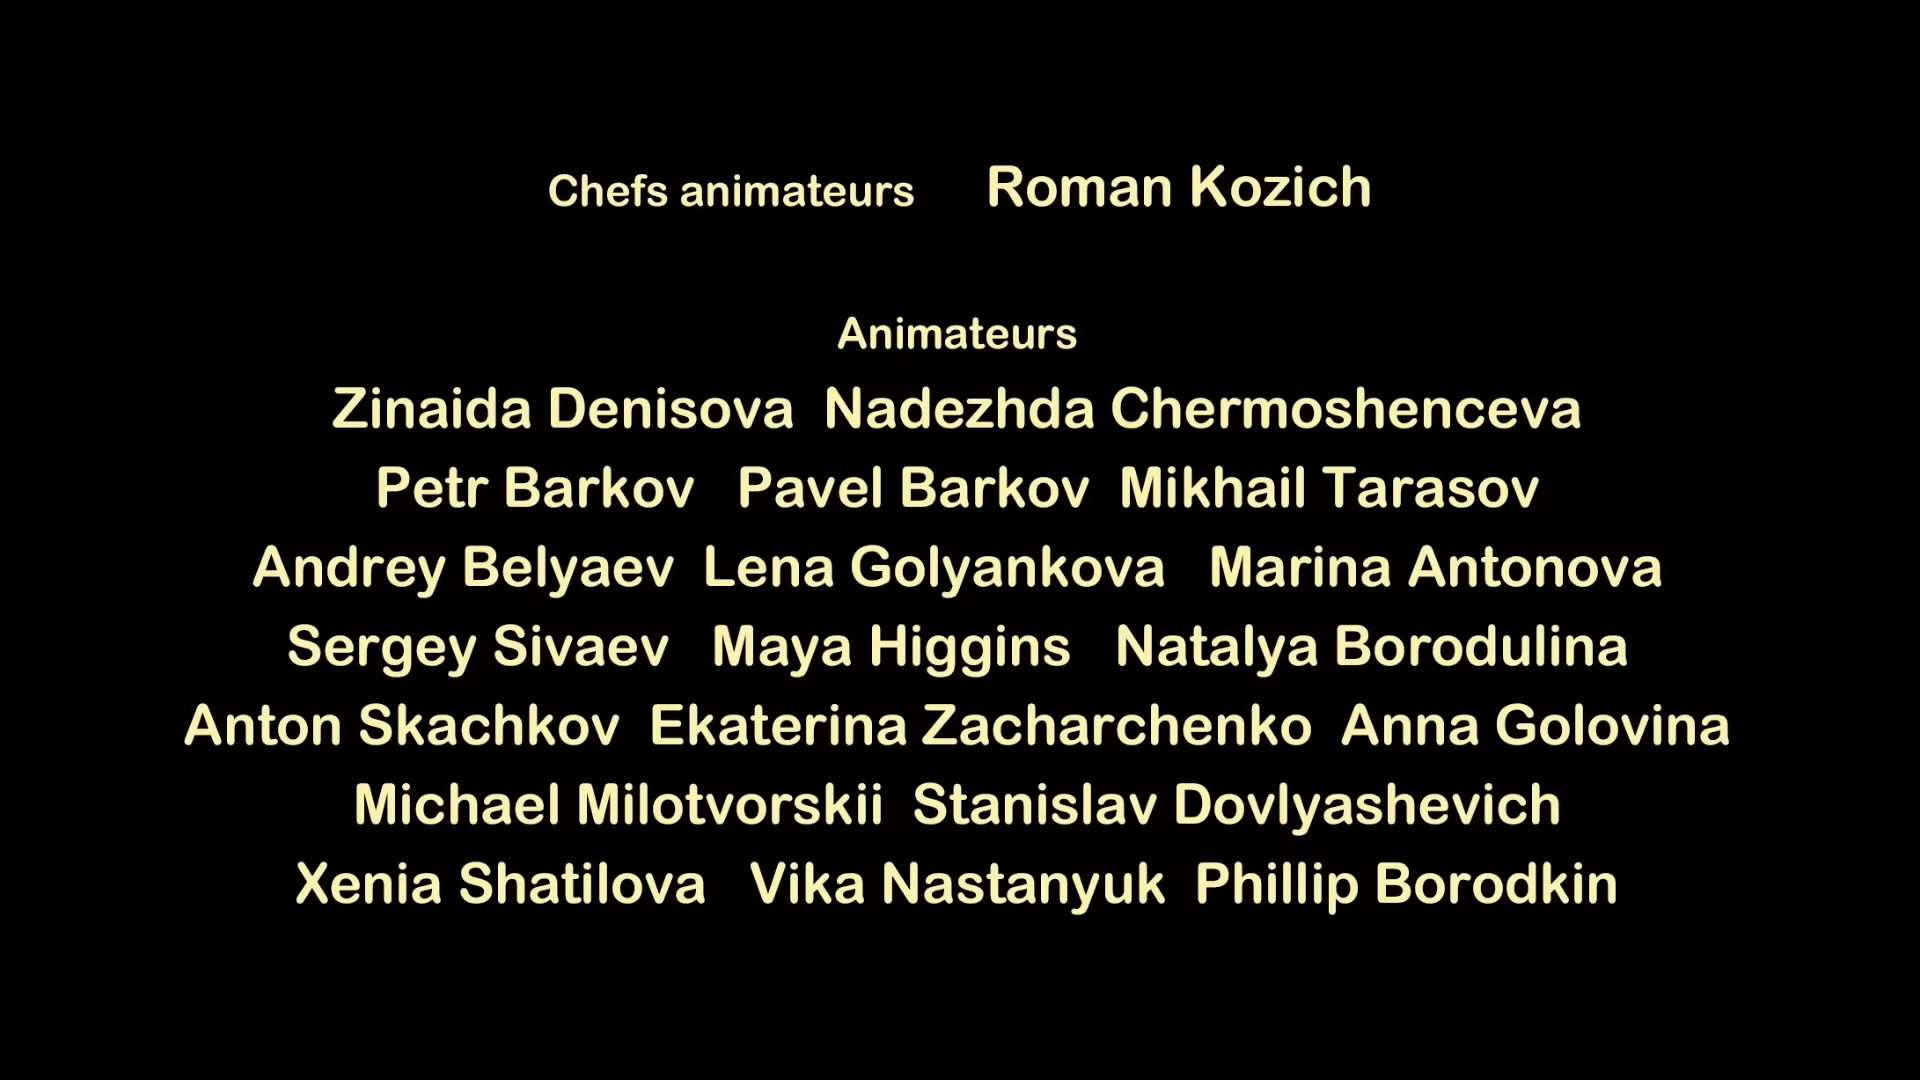 Chefs animateurs Roman Kozich
Animateurs
Zinaida Denisova Nadezhda Chermoshenceva
Petr Barkov Pavel Barkov Mikhail Tarasov
Andrey Belyaev Lena Golyankova Marina Antonova
Sergey Sivaev Maya Higgins Natalya Borodulina
Anton Skachkov Ekaterina Zacharchenko Anna Golovina
Michael Milotvorskii Stanislav Dovlyashevich
Xenia Shatilova Vika Nastanyuk Phillip Borodkin